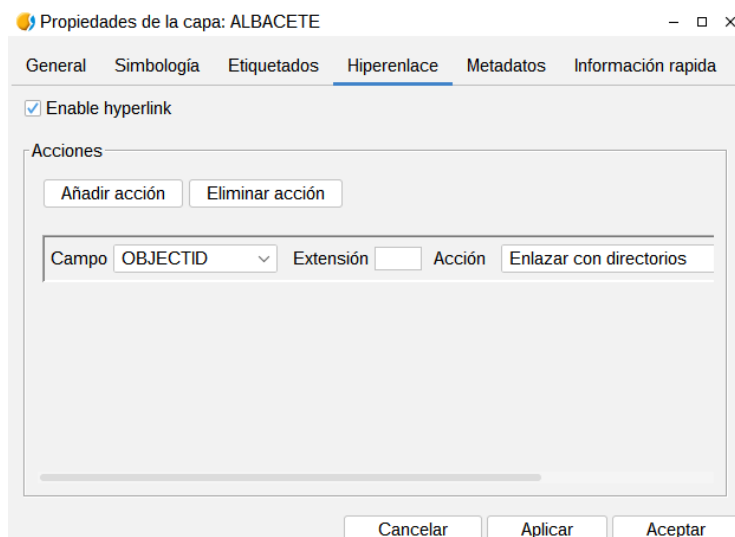 Propiedades de la capa: ALBACETE
General Simbología Etiquetados Hiperenlace Metadatos Información rapida
Enable hyperlink
Acciones
Añadir acción Eliminar acción
Campo OBJECTID Extensión Acción Enlazar con directorios
Cancelar Aplicar Aceptar